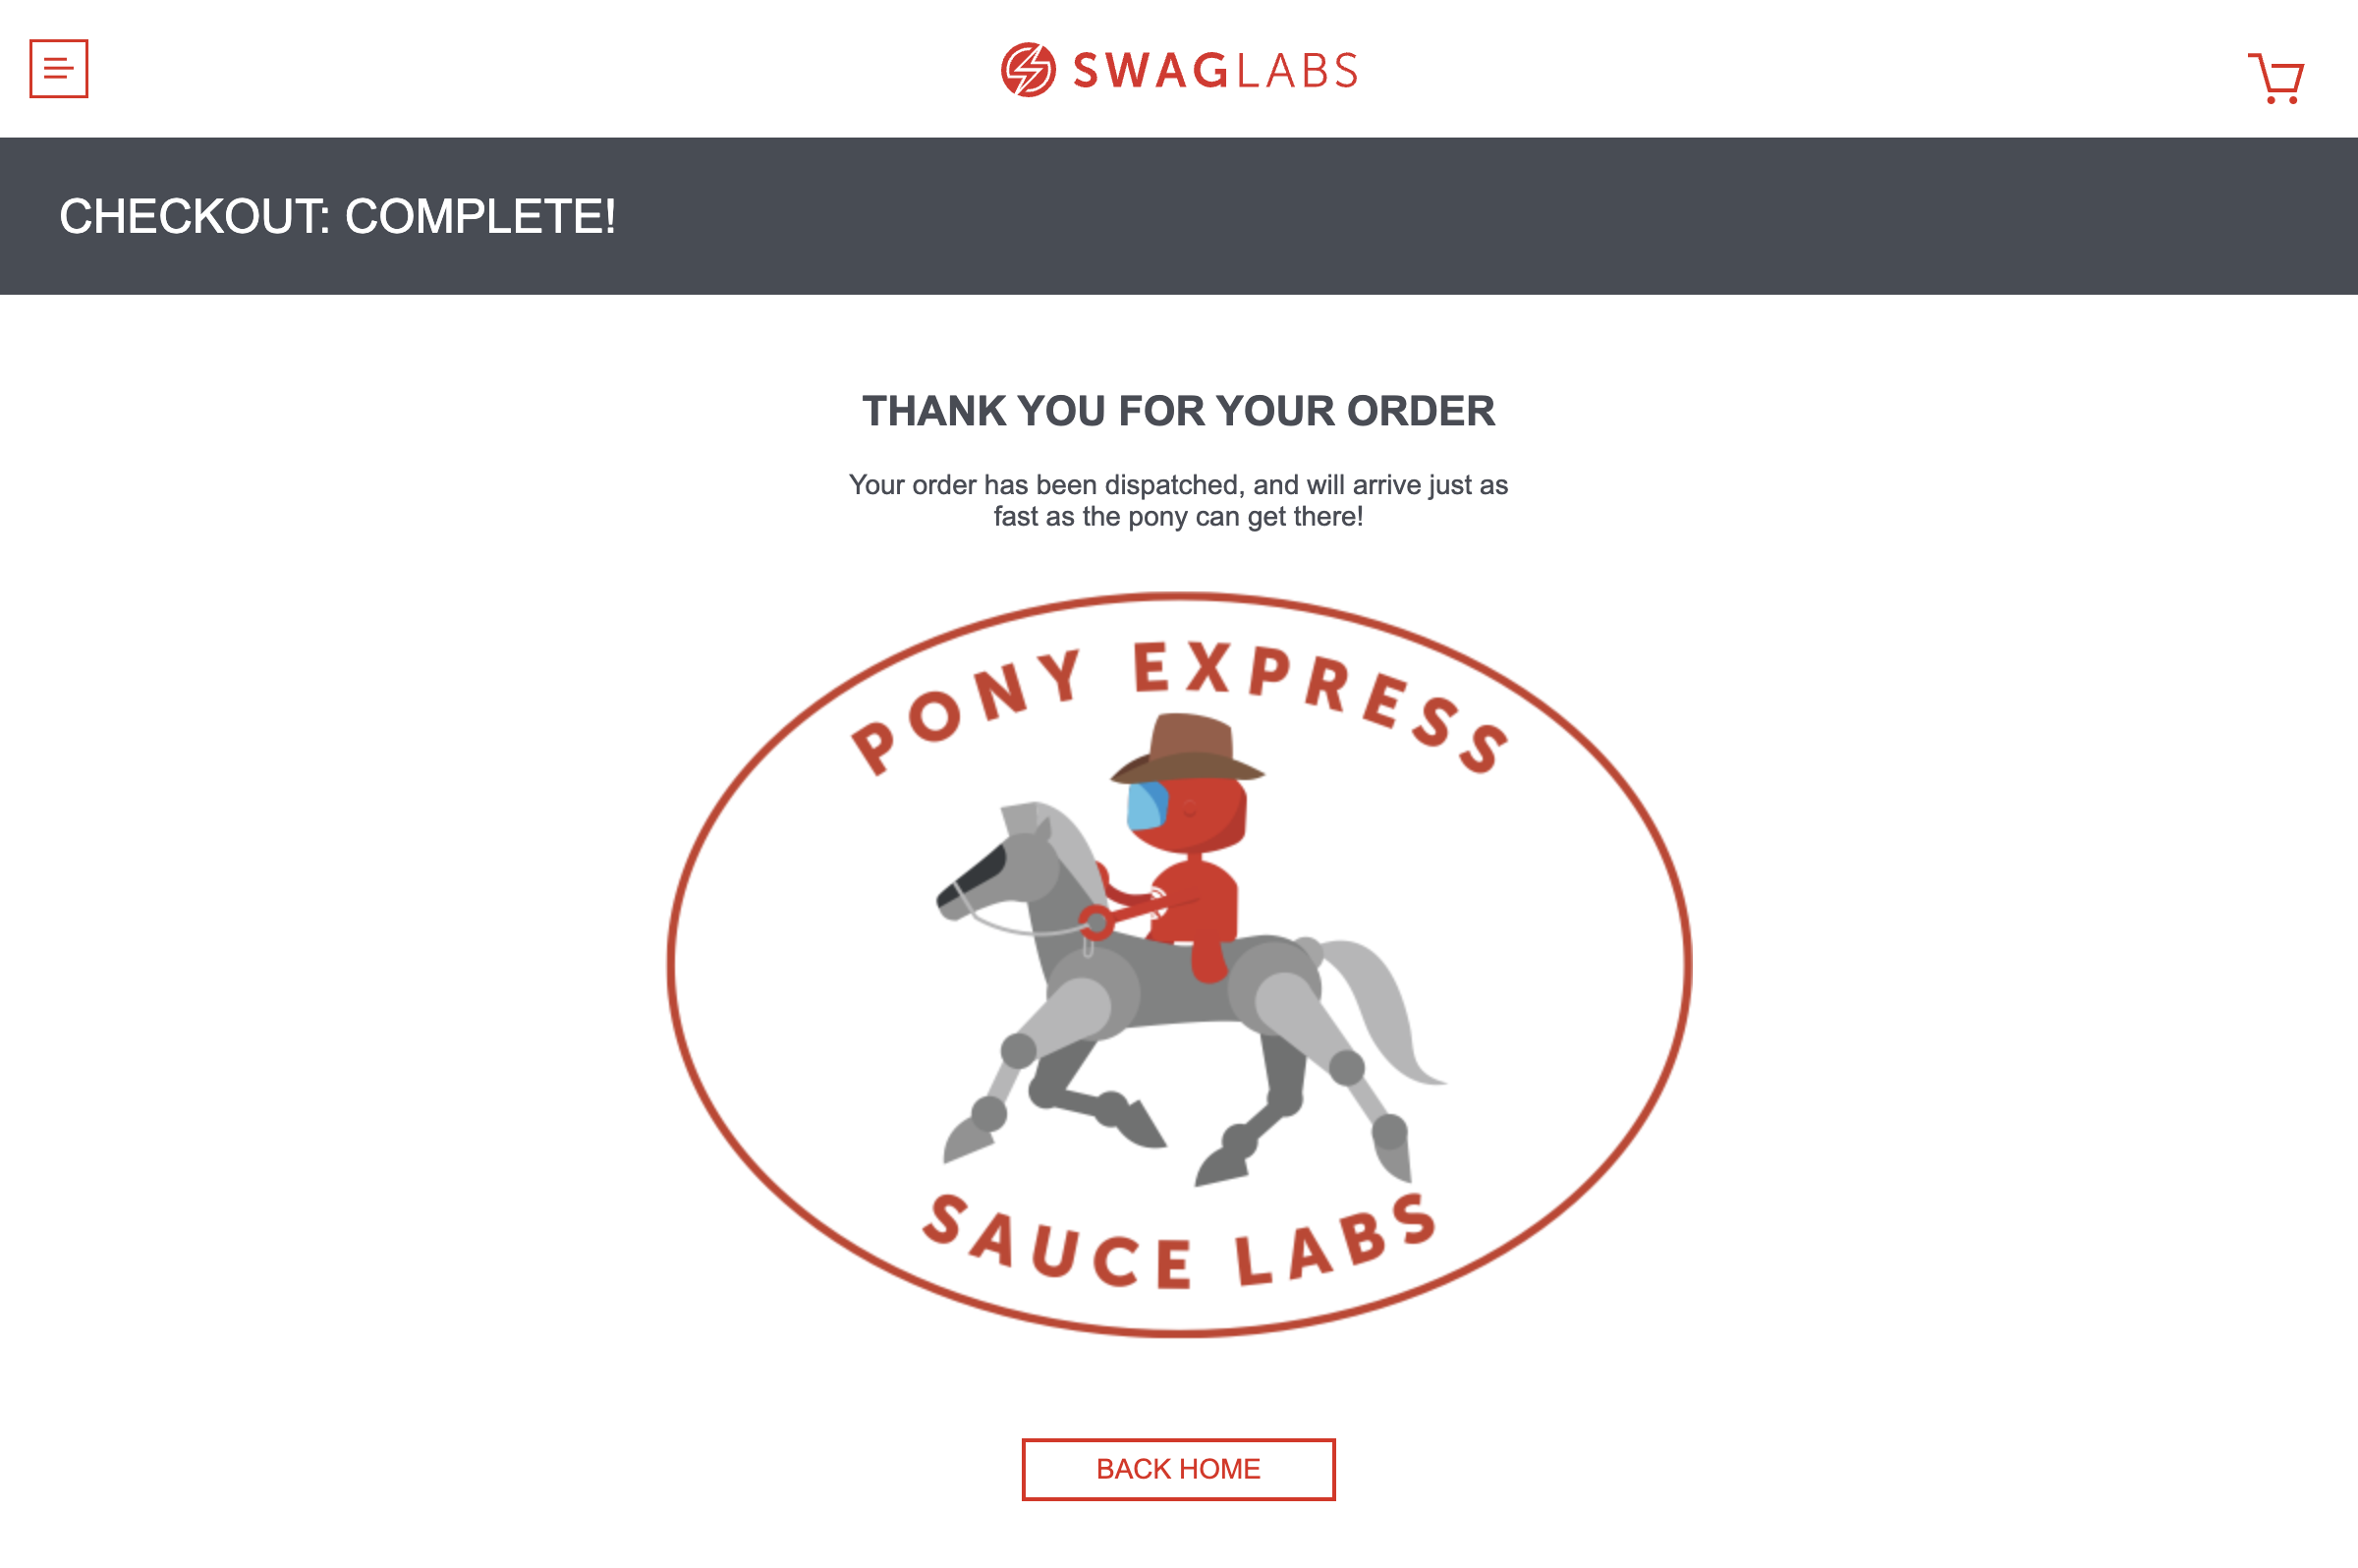 SWAGLABS
CHECKOUT: COMPLETE!
THANK YOU FOR YOUR ORDER
Your order has been dispatched, and will arrive just as
fast as the pony can get there!
PONY EXPRESS
SAUCE LABS
BACK HOME